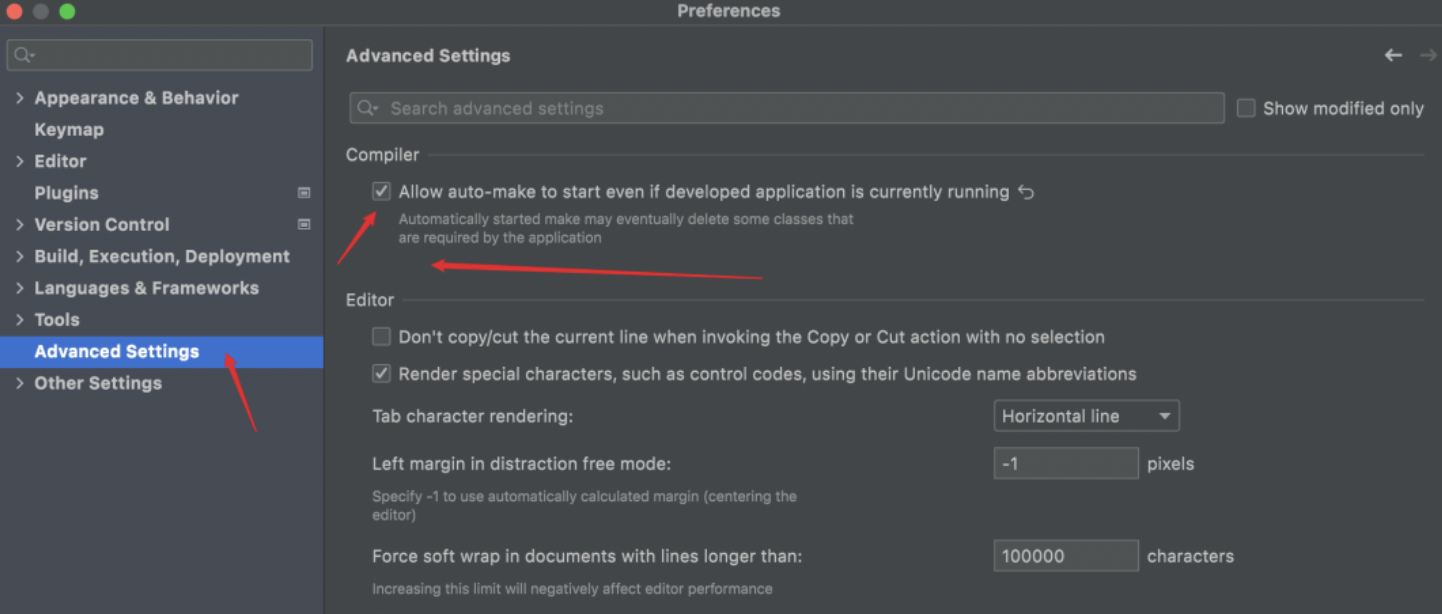 Preferences
Appearance & Behavior
Keymap
Editor
Plugins
Version Control
Build, Execution, Deployment
Languages & Frameworks
Tools
Advanced Settings
Other Settings
Advanced Settings
Search advanced settings
Show modified only
Compiler
Allow auto-make to start even if developed application is currently running
Automatically started make may eventually delete some classes that
are required by the application
Editor
Don't copy/cut the current line when invoking the Copy or Cut action with no selection
Render special characters, such as control codes, using their Unicode name abbreviations
Tab character rendering: Horizontal line
Left margin in distraction free mode: -1 pixels
Specify -1 to use automatically calculated margin (centering the
editor)
Force soft wrap in documents with lines longer than: 100000 characters
Increasing this limit will negatively affect editor performance